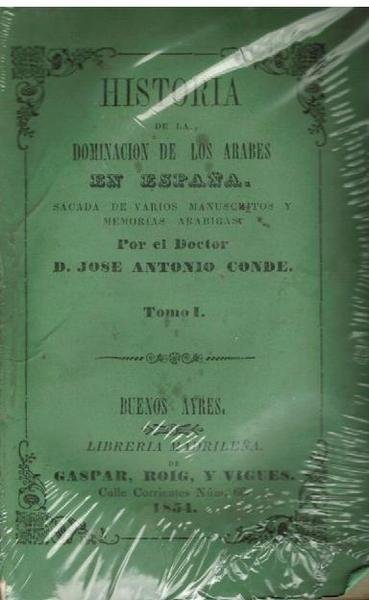 HISTORIA
DE LA
DOMINACION DE LOS ARABES
EN ESPAÑA.
SACADA DE VARIOS MANUSCRITOS Y
MEMORIAS ARABIGAS
Por el Doctor
D. JOSE ANTONIO CONDE.
Tomo I.
BUENOS AYRES.
LIBRERIA MADRILEÑA.
DE
GASPAR, ROIG, Y VIGUES.
Calle Corrientes Núm.
1854.